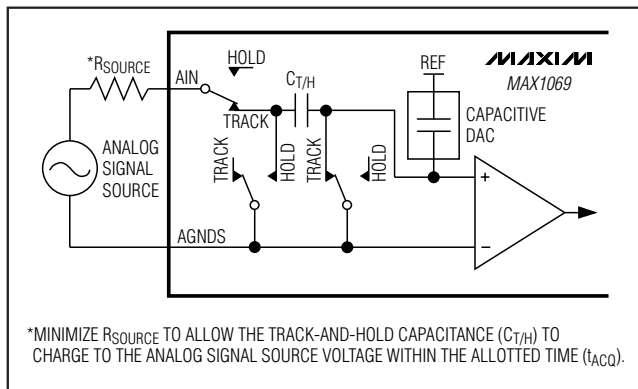 *RSOURCE
AIN
HOLD
TRACK
CT/H
REF
MAXIM
MAX1069
CAPACITIVE
DAC
ANALOG
SIGNAL
SOURCE
TRACK
HOLD
TRACK
HOLD
+
−
AGNDS
*MINIMIZE RSOURCE TO ALLOW THE TRACK-AND-HOLD CAPACITANCE (CT/H) TO
CHARGE TO THE ANALOG SIGNAL SOURCE VOLTAGE WITHIN THE ALLOTTED TIME (tACQ).